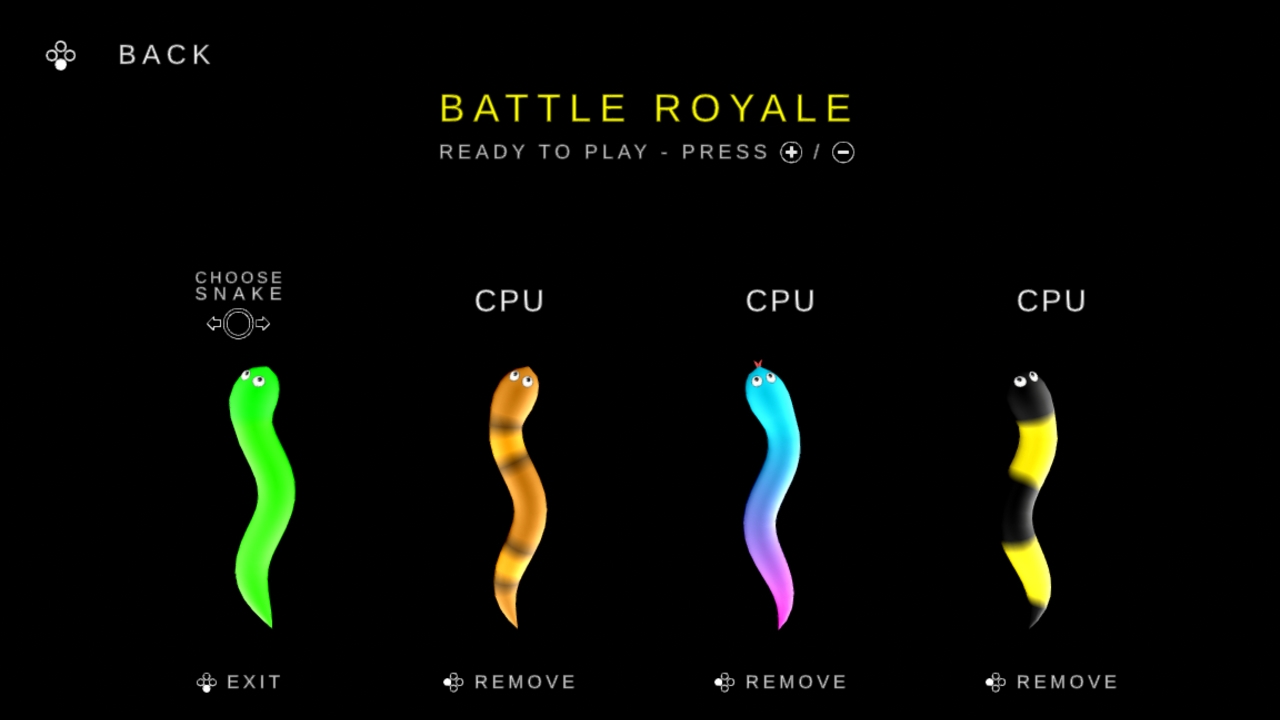 BACK
BATTLE ROYALE
READY TO PLAY - PRESS + / -
CHOOSE
SNAKE
CPU
CPU
CPU
EXIT
REMOVE
REMOVE
REMOVE